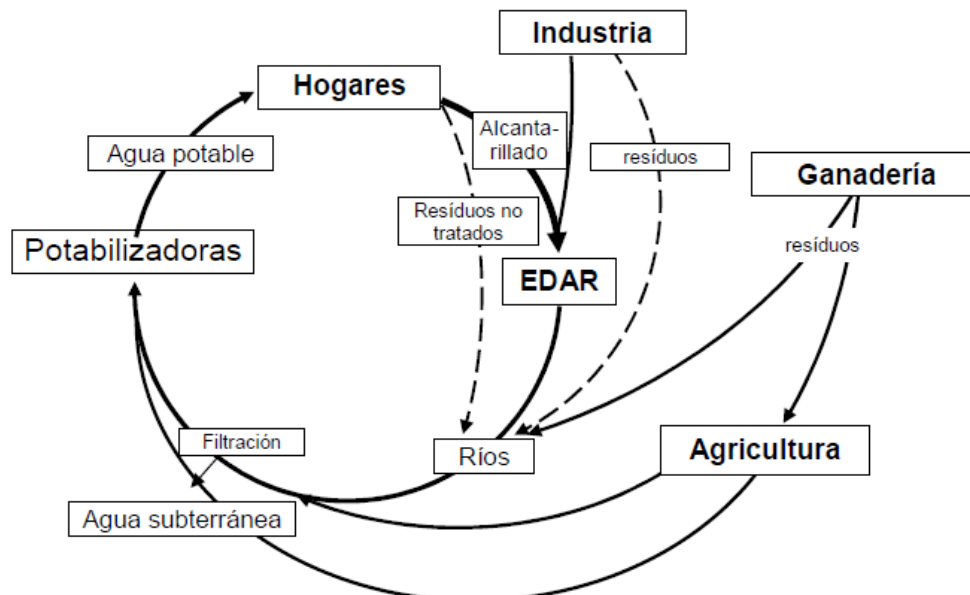 Industria
Hogares
Alcanta-
rillado
Agua potable
resíduos
Ganadería
Resíduos no
tratados
Potabilizadoras
resíduos
EDAR
Filtración
Ríos
Agricultura
Agua subterránea